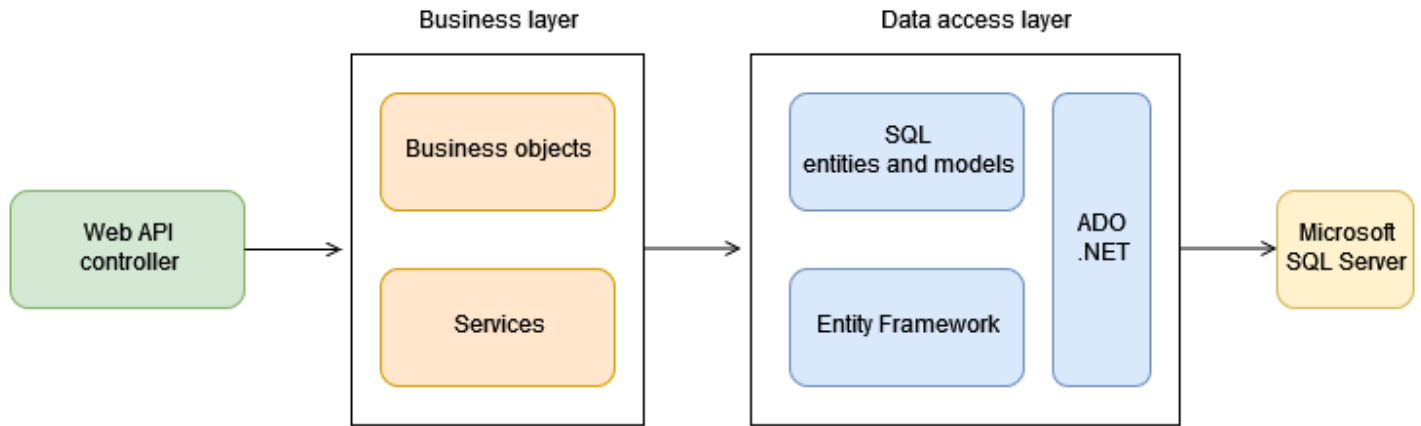 Business layer
Data access layer
Business objects
SQL
entities and models
Web API
controller
ADO
.NET
Microsoft
SQL Server
Services
Entity Framework